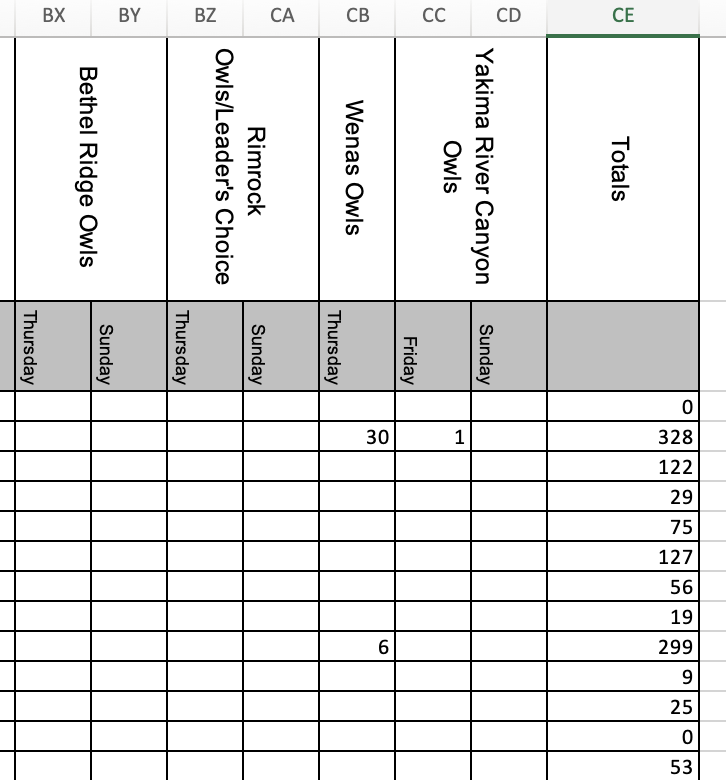 BX BY BZ CA CB CC CD CE
Bethel Ridge Owls
Rimrock
Owls/Leader's Choice
Wenas Owls
Yakima River Canyon
Owls
Totals
Thursday Sunday Thursday Sunday Thursday Friday Sunday
0
30 1 328
122
29
75
127
56
19
6 299
9
25
0
53